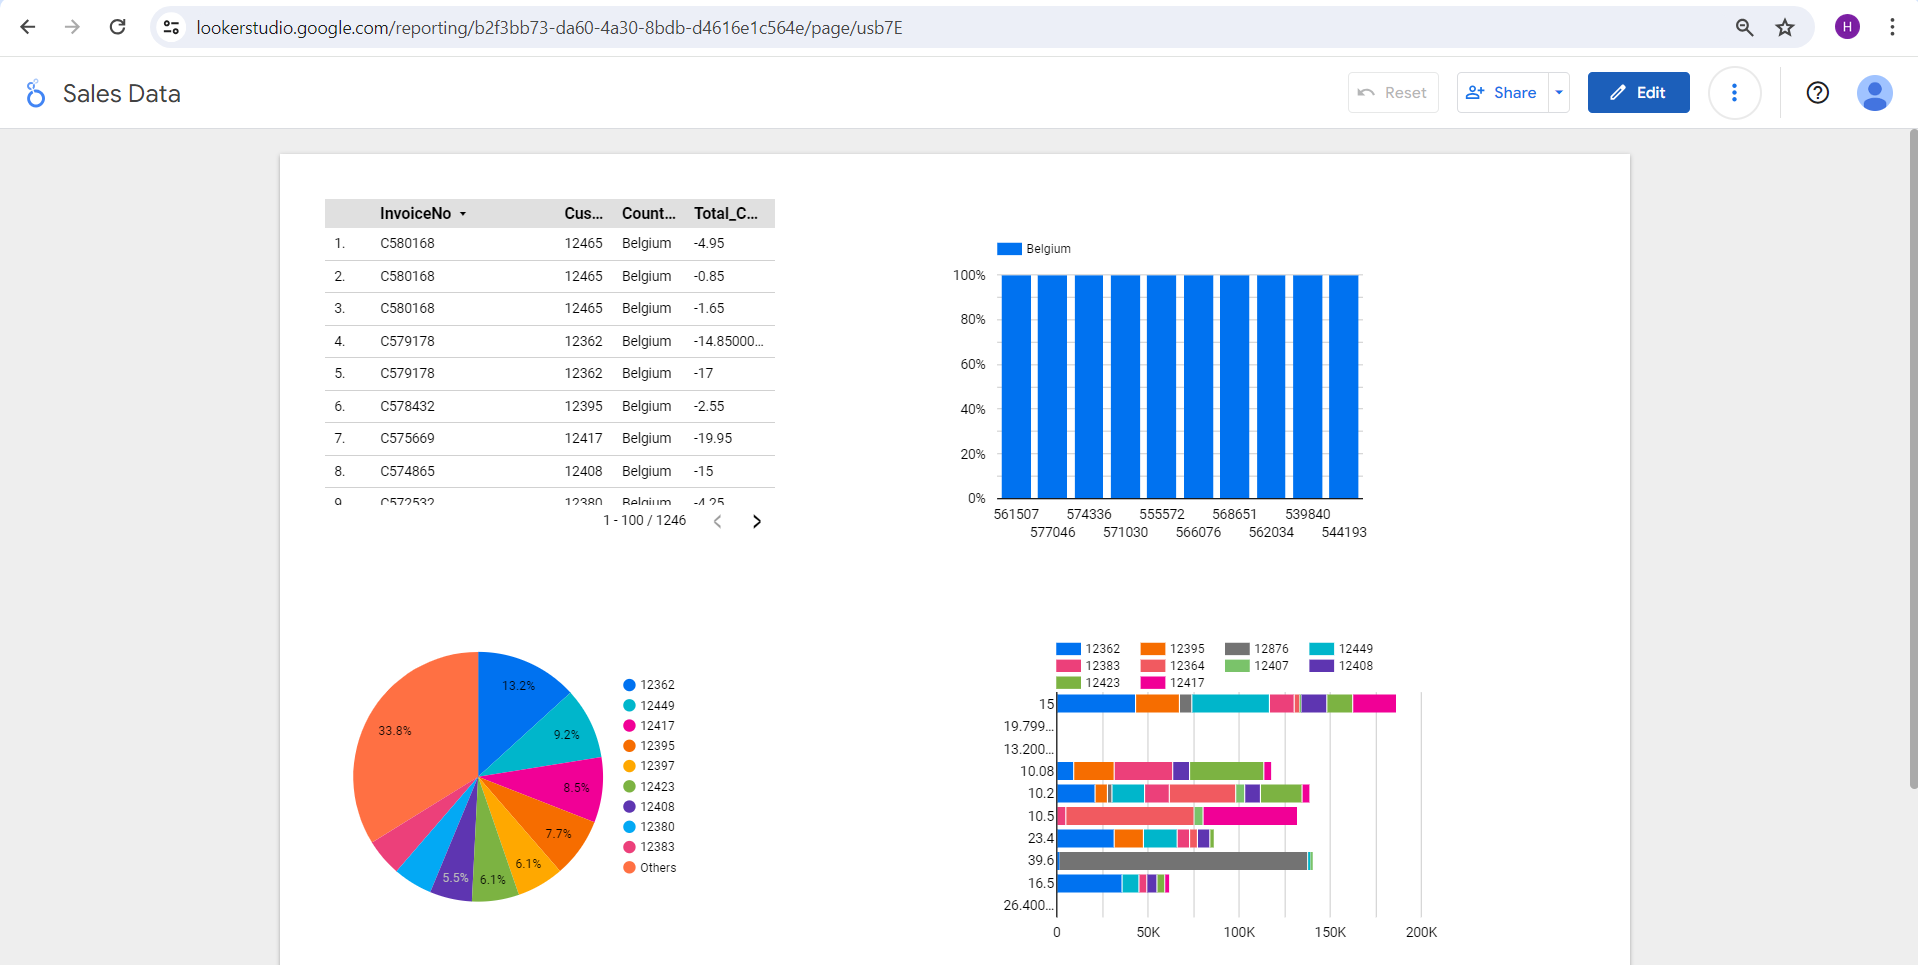 lookerstudio.google.com/reporting/b2f3bb73-da60-4a30-8bdb-d4616e1c564e/page/usb7E
H
Sales Data
Reset
Share
Edit
InvoiceNo Cus... Count... Total_C...
1. C580168 12465 Belgium -4.95
2. C580168 12465 Belgium -0.85
3. C580168 12465 Belgium -1.65
4. C579178 12362 Belgium -14.85000...
5. C579178 12362 Belgium -17
6. C578432 12395 Belgium -2.55
7. C575669 12417 Belgium -19.95
8. C574865 12408 Belgium -15
9. C572532 12380 Belgium -4.25
1 - 100 / 1246
Belgium
100%
80%
60%
40%
20%
0%
561507 574336 555572 568651 539840
577046 571030 566076 562034 544193
13.2%
9.2%
8.5%
7.7%
6.1%
6.1%
5.5%
33.8%
12362
12449
12417
12395
12397
12423
12408
12380
12383
Others
12362 12395 12876 12449
12383 12364 12407 12408
12423 12417
15
19.799...
13.200...
10.08
10.2
10.5
23.4
39.6
16.5
26.400...
0 50K 100K 150K 200K